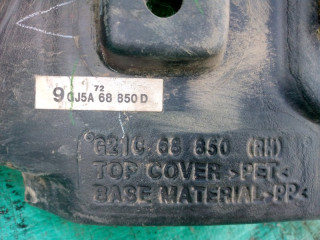 72
9 GJ5A 68 850 D
G21C 68 850 (RH)
TOP COVER >PET<
BASE MATERIAL >PP<